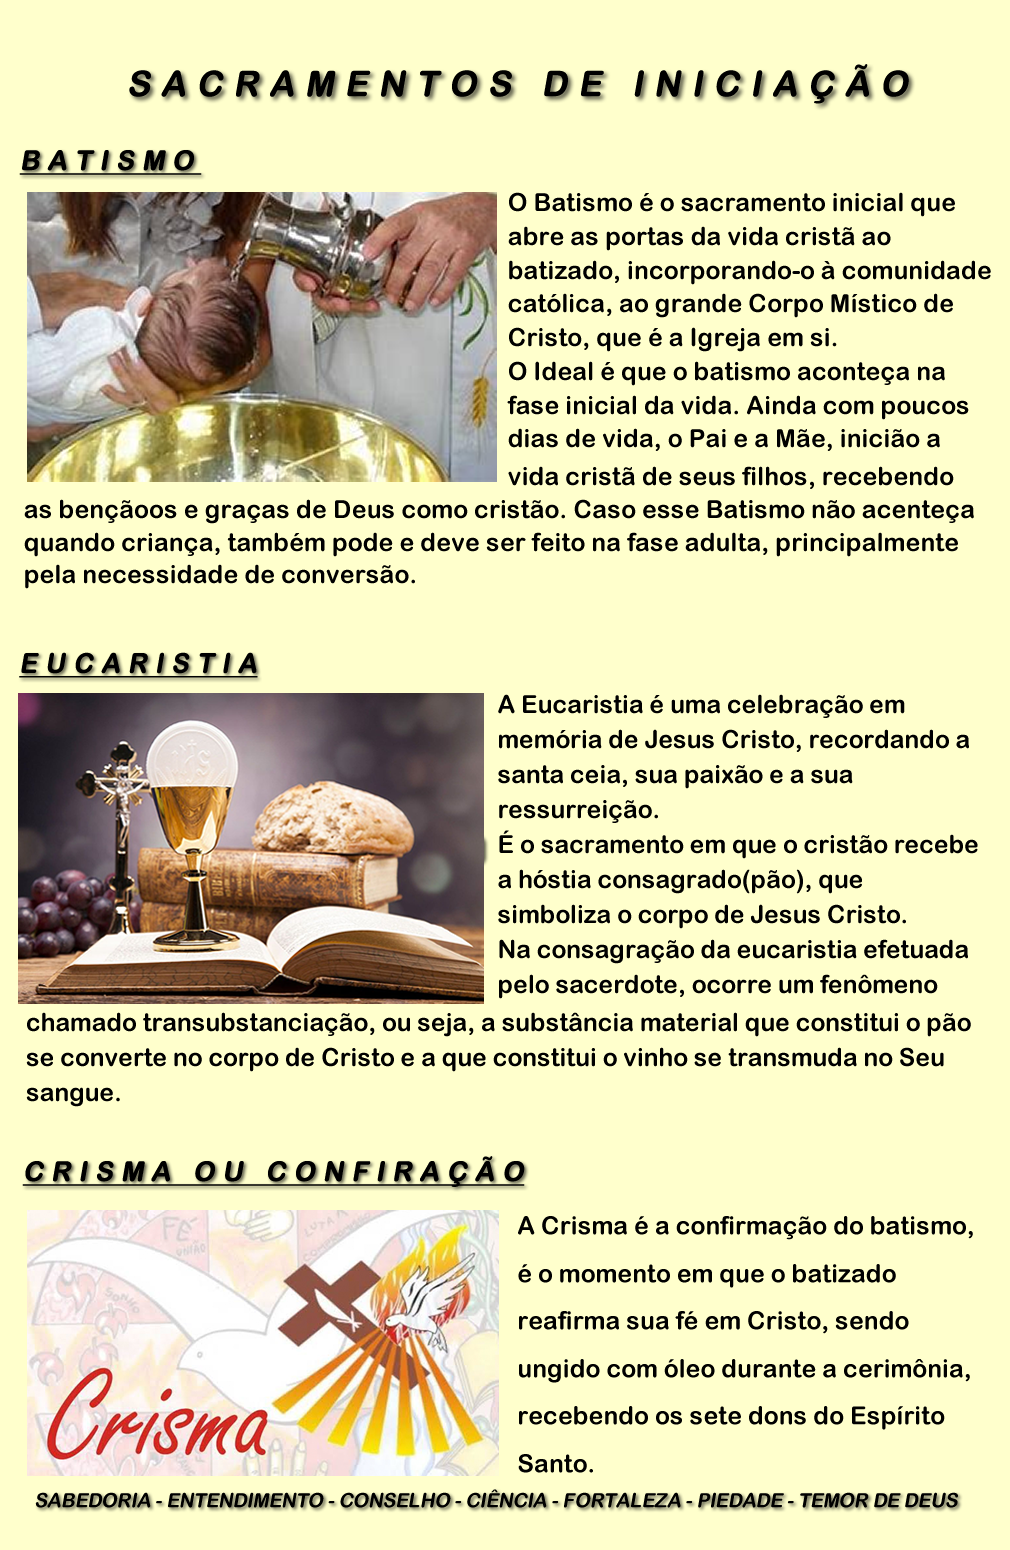 SACRAMENTOS DE INICIAÇÃO
BATISMO
O Batismo é o sacramento inicial que
abre as portas da vida cristã ao
batizado, incorporando-o à comunidade
católica, ao grande Corpo Místico de
Cristo, que é a Igreja em si.
O Ideal é que o batismo aconteça na
fase inicial da vida. Ainda com poucos
dias de vida, o Pai e a Mãe, inicião a
vida cristã de seus filhos, recebendo
as bençãoos e graças de Deus como cristão. Caso esse Batismo não acenteça
quando criança, também pode e deve ser feito na fase adulta, principalmente
pela necessidade de conversão.
EUCARISTIA
A Eucaristia é uma celebração em
memória de Jesus Cristo, recordando a
santa ceia, sua paixão e a sua
ressurreição.
É o sacramento em que o cristão recebe
a hóstia consagrado(pão), que
simboliza o corpo de Jesus Cristo.
Na consagração da eucaristia efetuada
pelo sacerdote, ocorre um fenômeno
chamado transubstanciação, ou seja, a substância material que constitui o pão
se converte no corpo de Cristo e a que constitui o vinho se transmuda no Seu
sangue.
CRISMA OU CONFIRAÇÃO
FÉ
UNIÃO
LUTA
SONHO
Crisma
A Crisma é a confirmação do batismo,
é o momento em que o batizado
reafirma sua fé em Cristo, sendo
ungido com óleo durante a cerimônia,
recebendo os sete dons do Espírito
Santo.
SABEDORIA - ENTENDIMENTO - CONSELHO - CIÊNCIA - FORTALEZA - PIEDADE - TEMOR DE DEUS